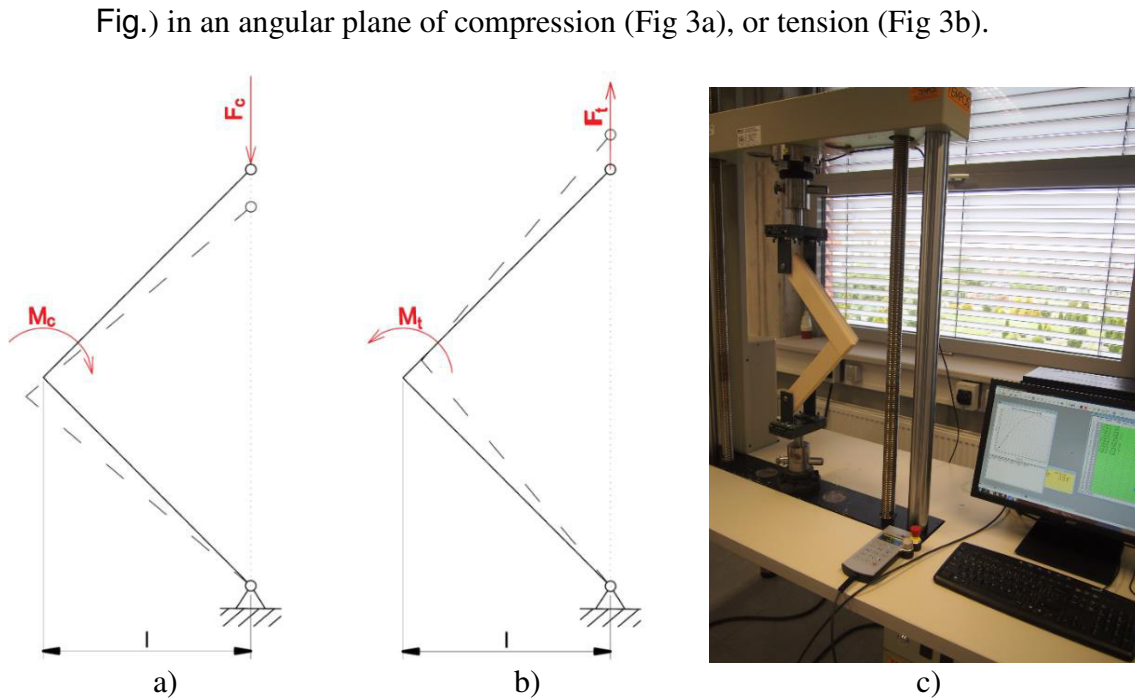 Fig.) in an angular plane of compression (Fig 3a), or tension (Fig 3b).
Fc
Ft
Mc
Mt
l
l
a)
b)
c)